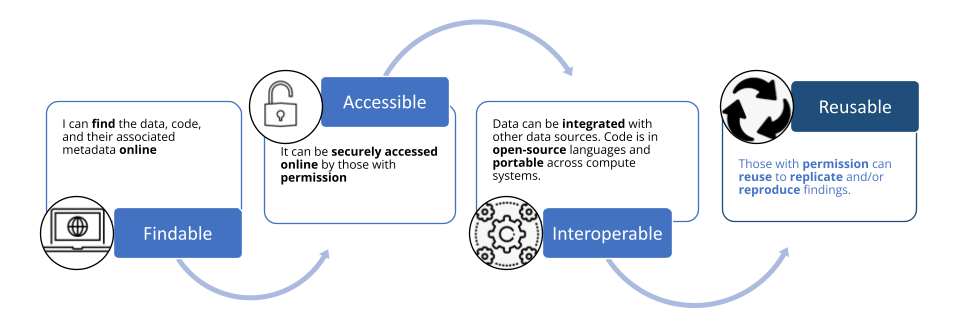 I can find the data, code,
and their associated
metadata online
Findable
Accessible
It can be securely accessed
online by those with
permission
Data can be integrated with
other data sources. Code is in
open-source languages and
portable across compute
systems.
Interoperable
Reusable
Those with permission can
reuse to replicate and/or
reproduce findings.